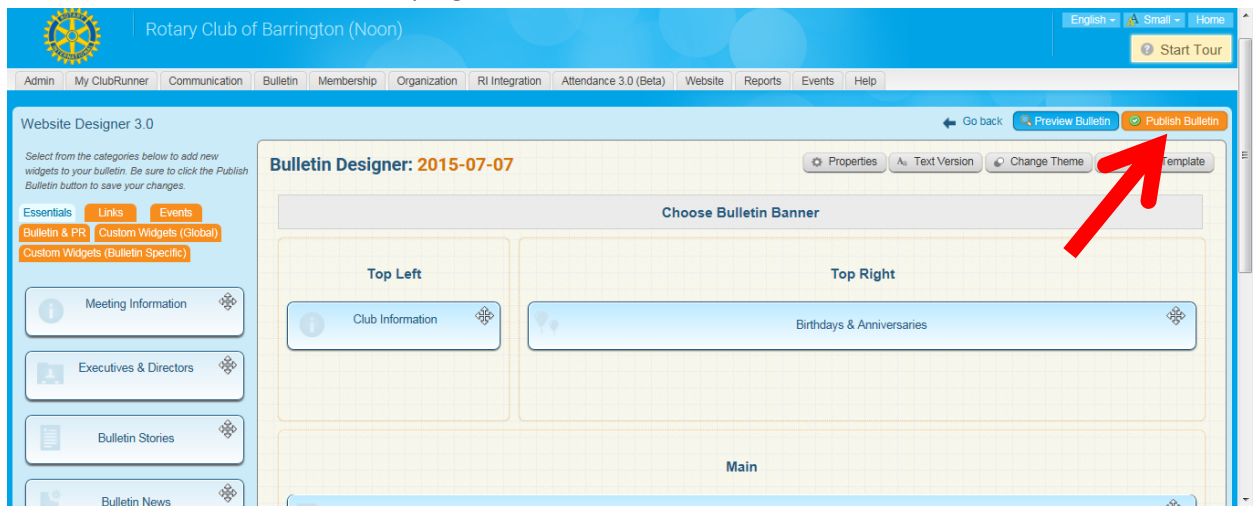 Rotary Club of Barrington (Noon)
English
Small
Home
Start Tour
Admin My ClubRunner Communication Bulletin Membership Organization RI Integration Attendance 3.0 (Beta) Website Reports Events Help
Website Designer 3.0
Go back
Preview Bulletin
Publish Bulletin
Select from the categories below to add new
widgets to your bulletin. Be sure to click the Publish
Bulletin button to save your changes.
Essentials Links Events
Bulletin & PR Custom Widgets (Global)
Custom Widgets (Bulletin Specific)
Meeting Information
Executives & Directors
Bulletin Stories
Bulletin News
Bulletin Designer: 2015-07-07
Properties
Text Version
Change Theme
Template
Choose Bulletin Banner
Top Left
Club Information
Top Right
Birthdays & Anniversaries
Main